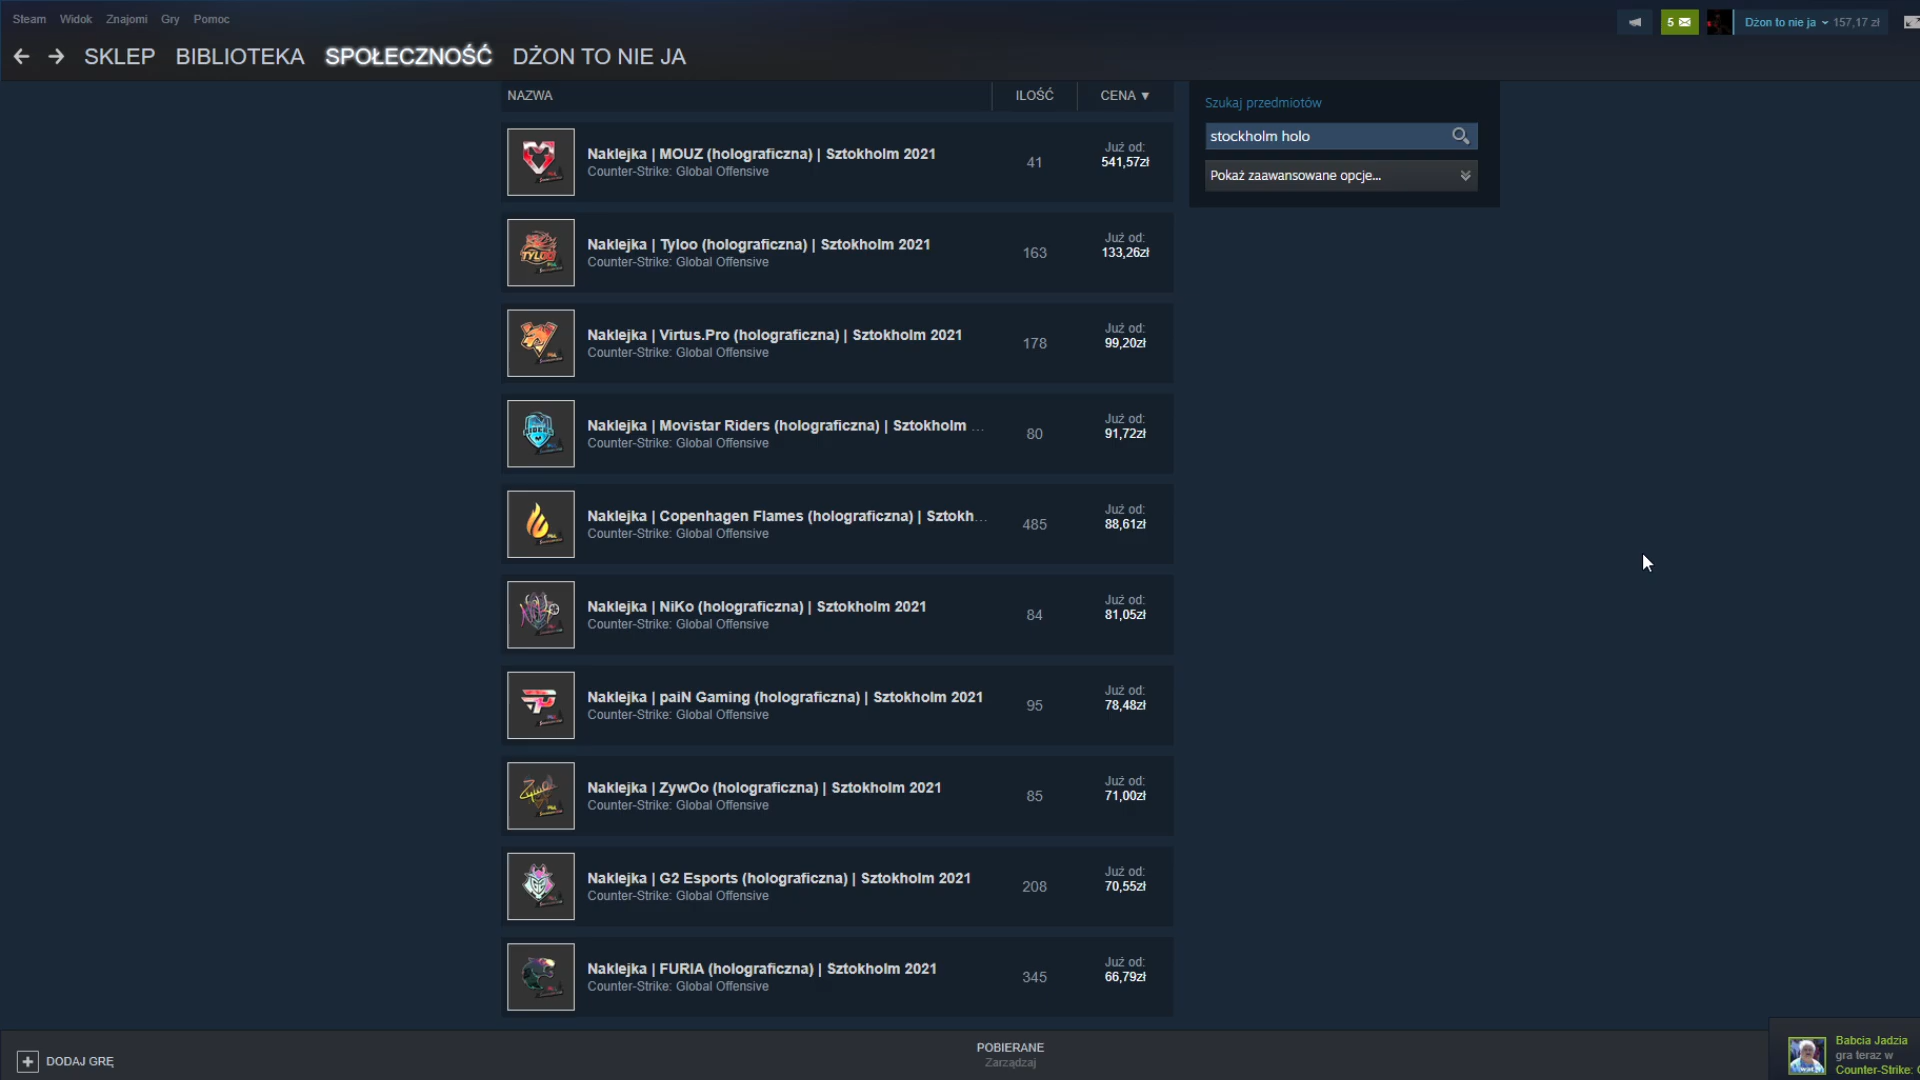 Steam Widok Znajomi Gry Pomoc
5 Dżon to nie ja 157,17 zł
SKLEP BIBLIOTEKA SPOŁECZNOŚĆ DŻON TO NIE JA
NAZWA ILOŚĆ CENA ▼
Naklejka | MOUZ (holograficzna) | Sztokholm 2021
Counter-Strike: Global Offensive
41
Już od:
541,57zł
Naklejka | Tyloo (holograficzna) | Sztokholm 2021
Counter-Strike: Global Offensive
163
Już od:
133,26zł
Naklejka | Virtus.Pro (holograficzna) | Sztokholm 2021
Counter-Strike: Global Offensive
178
Już od:
99,20zł
Naklejka | Movistar Riders (holograficzna) | Sztokholm ...
Counter-Strike: Global Offensive
80
Już od:
91,72zł
Naklejka | Copenhagen Flames (holograficzna) | Sztokh...
Counter-Strike: Global Offensive
485
Już od:
88,61zł
Naklejka | NiKo (holograficzna) | Sztokholm 2021
Counter-Strike: Global Offensive
84
Już od:
81,05zł
Naklejka | paiN Gaming (holograficzna) | Sztokholm 2021
Counter-Strike: Global Offensive
95
Już od:
78,48zł
Naklejka | ZywOo (holograficzna) | Sztokholm 2021
Counter-Strike: Global Offensive
85
Już od:
71,00zł
Naklejka | G2 Esports (holograficzna) | Sztokholm 2021
Counter-Strike: Global Offensive
208
Już od:
70,55zł
Naklejka | FURIA (holograficzna) | Sztokholm 2021
Counter-Strike: Global Offensive
345
Już od:
66,79zł
Szukaj przedmiotów
stockholm holo
Pokaż zaawansowane opcje...
DODAJ GRĘ
POBIERANE
Zarządzaj
Babcia Jadzia
gra teraz w
Counter-Strike: